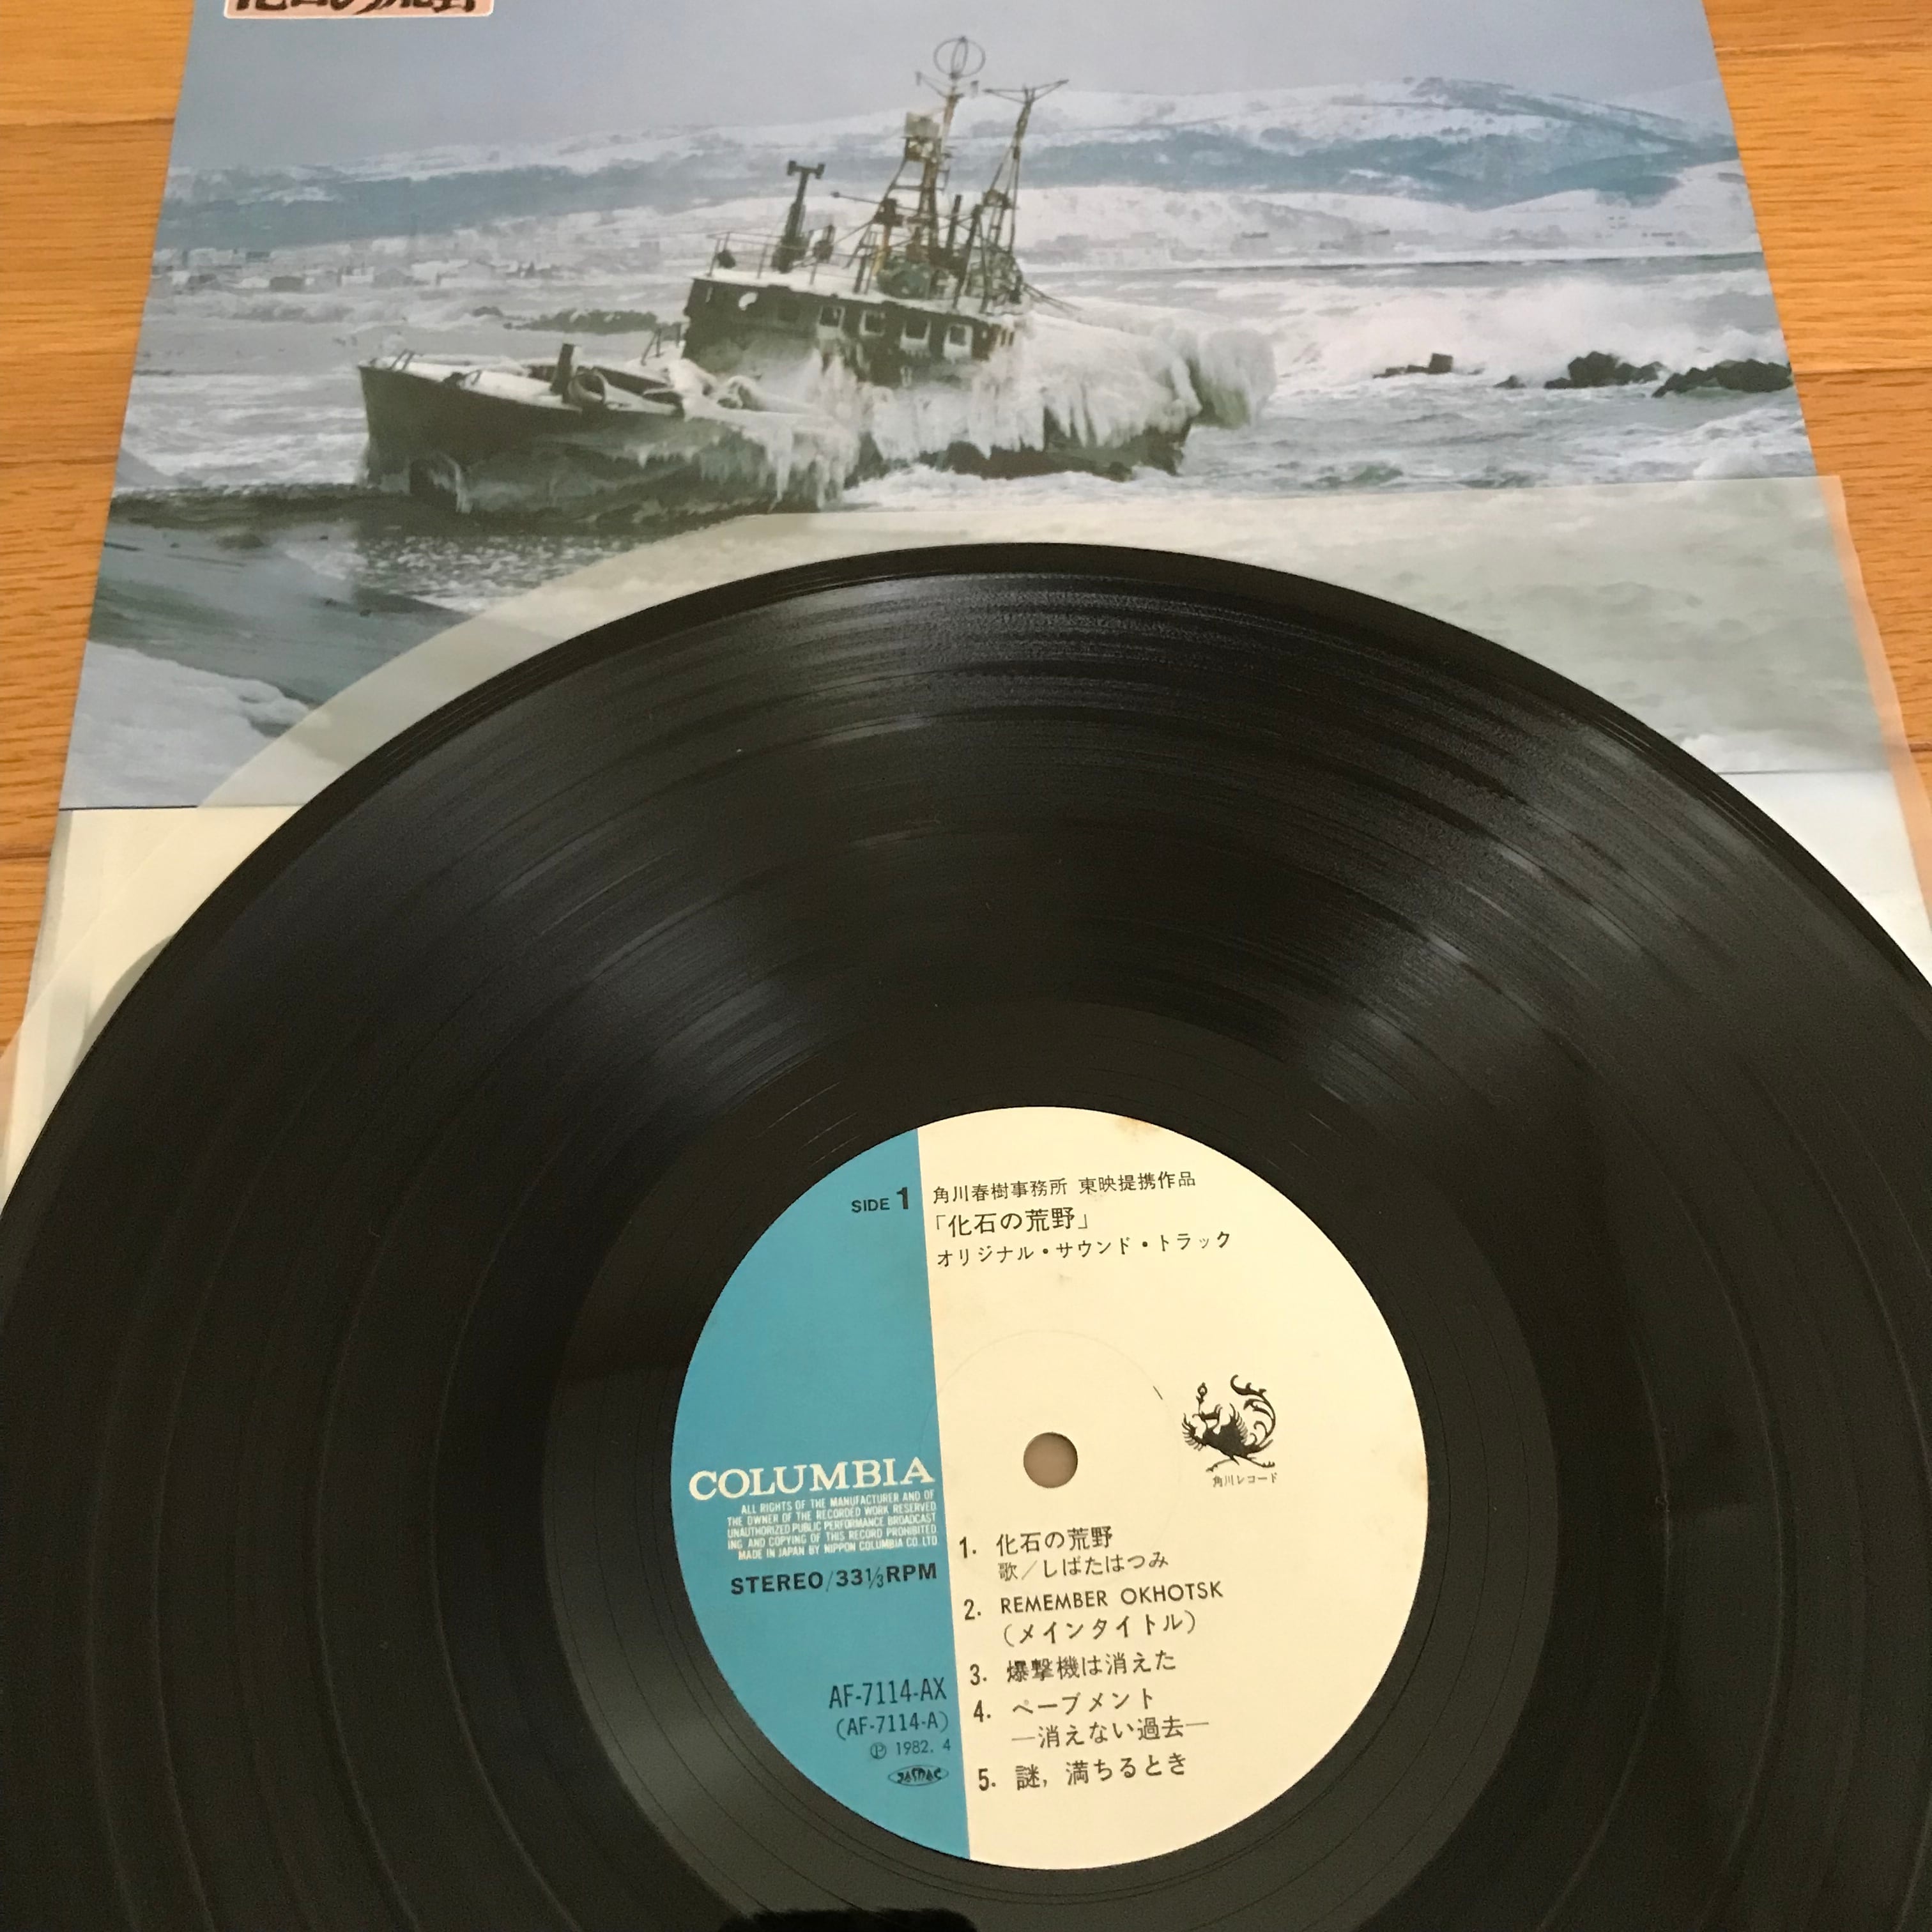 化石の荒野
SIDE 1
角川春樹事務所 東映提携作品
「化石の荒野」
オリジナル・サウンド・トラック
角川レコード
COLUMBIA
ALL RIGHTS OF THE MANUFACTURER AND OF
THE OWNER OF THE RECORDED WORK RESERVED
UNAUTHORIZED PUBLIC PERFORMANCE BROADCAST
ING AND COPYING OF THIS RECORD PROHIBITED
MADE IN JAPAN BY NIPPON COLUMBIA CO. LTD
STEREO/33⅓RPM
AF-7114-AX
(AF-7114-A)
Ⓟ 1982. 4
JASRAC
1. 化石の荒野
歌／しばたはつみ
2. REMEMBER OKHOTSK
(メインタイトル)
3. 爆撃機は消えた
4. ペーブメント
—消えない過去—
5. 謎, 満ちるとき